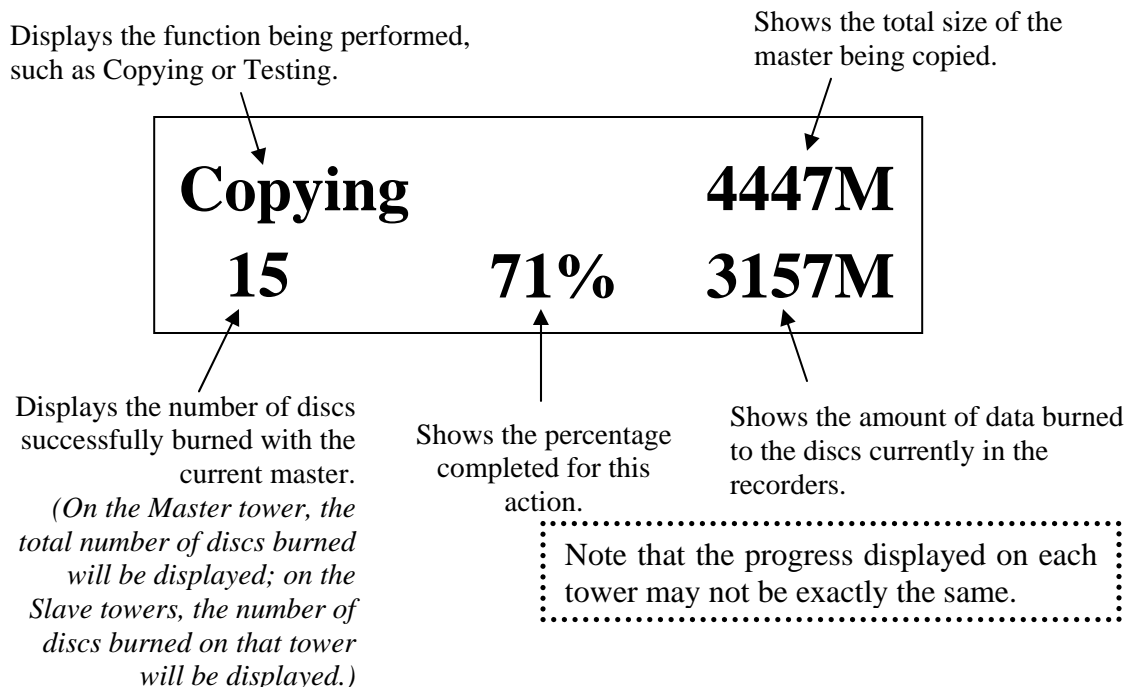 Displays the function being performed,
such as Copying or Testing.
Shows the total size of the
master being copied.
Copying 4447M
15 71% 3157M
Displays the number of discs
successfully burned with the
current master.
(On the Master tower, the
total number of discs burned
will be displayed; on the
Slave towers, the number of
discs burned on that tower
will be displayed.)
Shows the percentage
completed for this
action.
Shows the amount of data burned
to the discs currently in the
recorders.
Note that the progress displayed on each
tower may not be exactly the same.